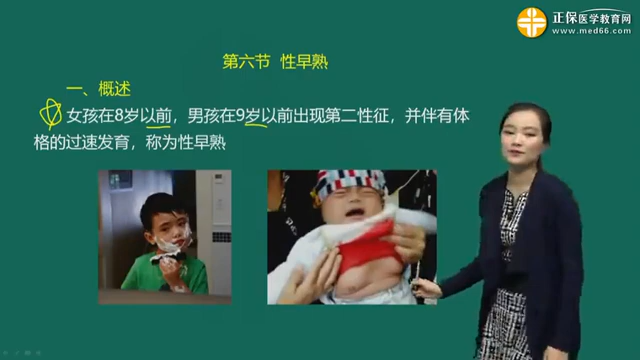 正保医学教育网
www.med66.com
第六节 性早熟
一、概述
女孩在8岁以前，男孩在9岁以前出现第二性征，并伴有体
格的过速发育，称为性早熟